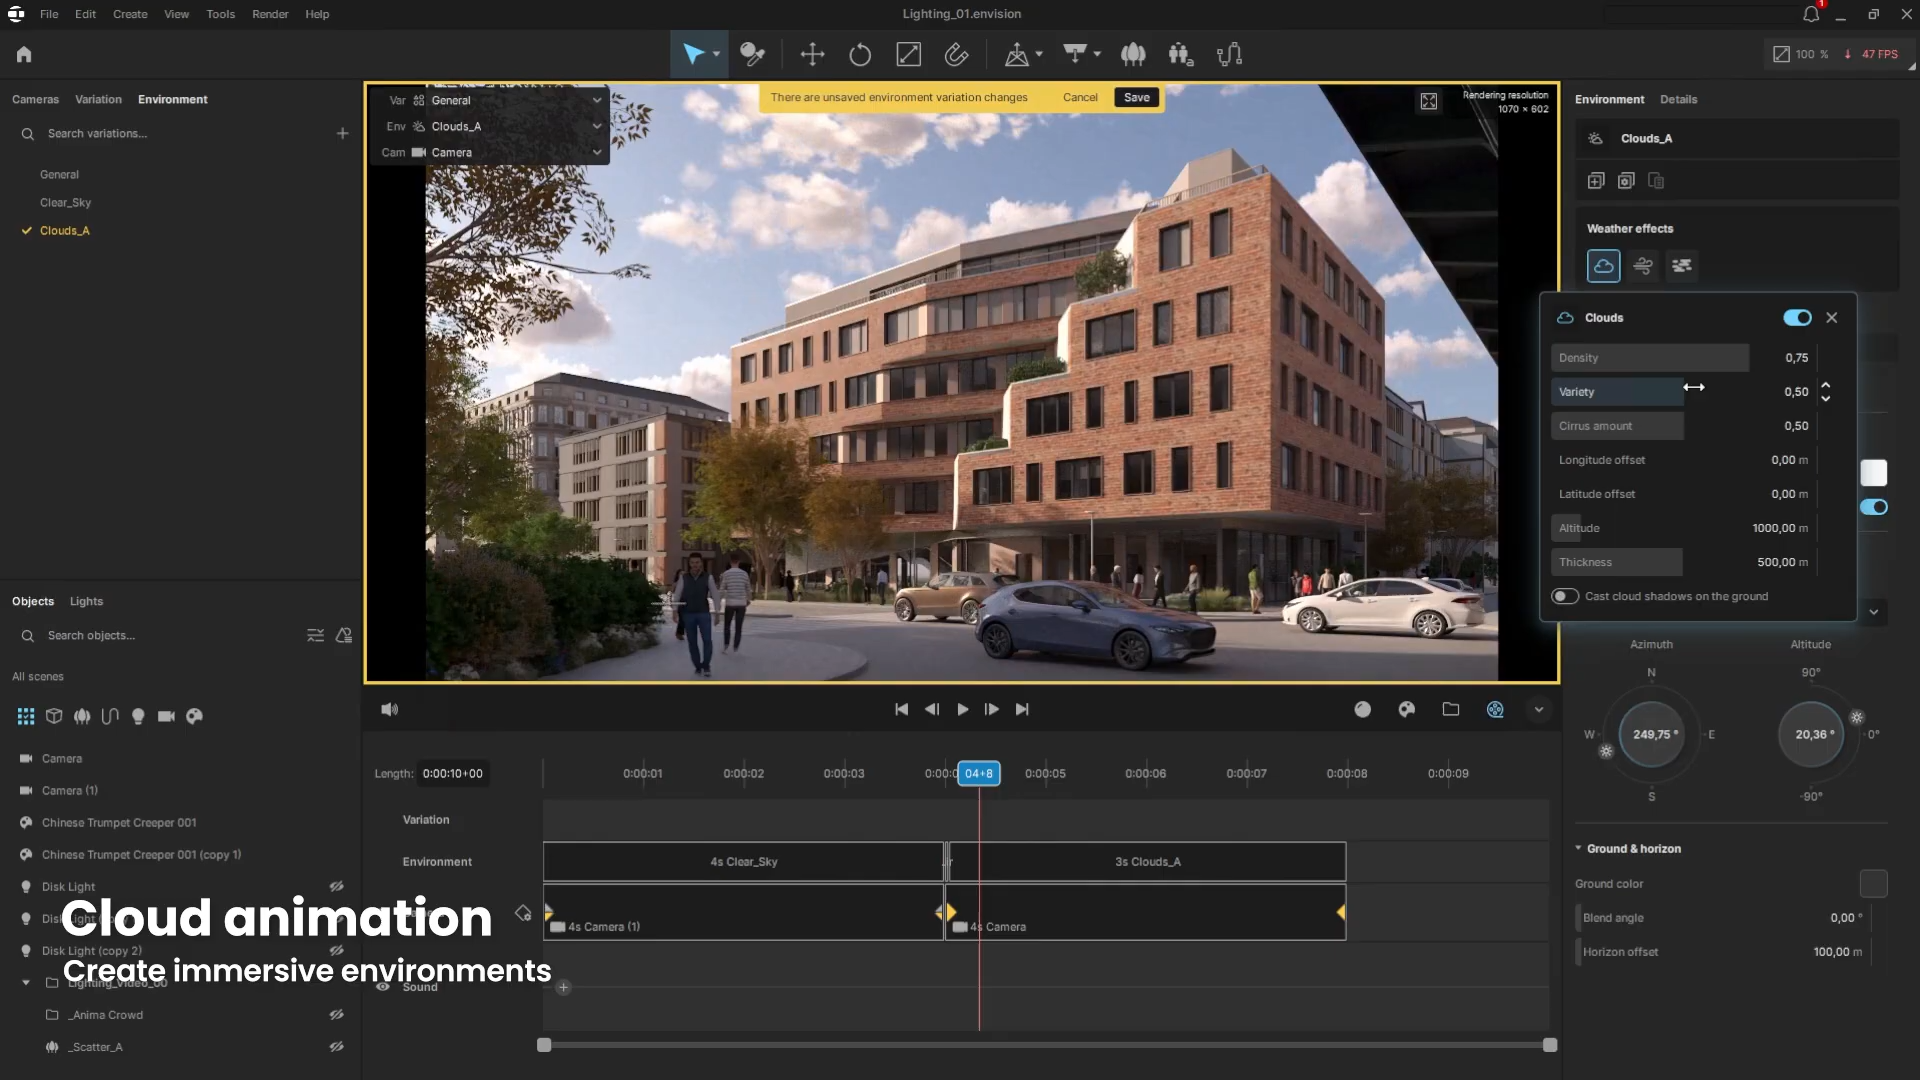 File Edit Create View Tools Render Help
Lighting_01.envision
1
100 %
47 FPS
Cameras Variation Environment
Search variations...
General
Clear_Sky
Clouds_A
Var General
Env Clouds_A
Cam Camera
There are unsaved environment variation changes Cancel Save
Rendering resolution
1070 × 602
Environment Details
Clouds_A
Weather effects
Clouds
Density 0,75
Variety 0,50
Cirrus amount 0,50
Longitude offset 0,00 m
Latitude offset 0,00 m
Altitude 1000,00 m
Thickness 500,00 m
Cast cloud shadows on the ground
Azimuth Altitude
N 90°
W 249,75 ° E 20,36 ° 0°
S -90°
Ground & horizon
Ground color
Blend angle 0,00 °
Horizon offset 100,00 m
Objects Lights
Search objects...
All scenes
Camera
Camera (1)
Chinese Trumpet Creeper 001
Chinese Trumpet Creeper 001 (copy 1)
Disk Light
Disk Light (copy 2)
Lighting_Video_00
_Anima Crowd
_Scatter_A
Length: 0:00:10+00
0:00:01 0:00:02 0:00:03 04+8 0:00:05 0:00:06 0:00:07 0:00:08 0:00:09
Variation
Environment 4s Clear_Sky 3s Clouds_A
4s Camera (1) 4s Camera
Sound
Cloud animation
Create immersive environments